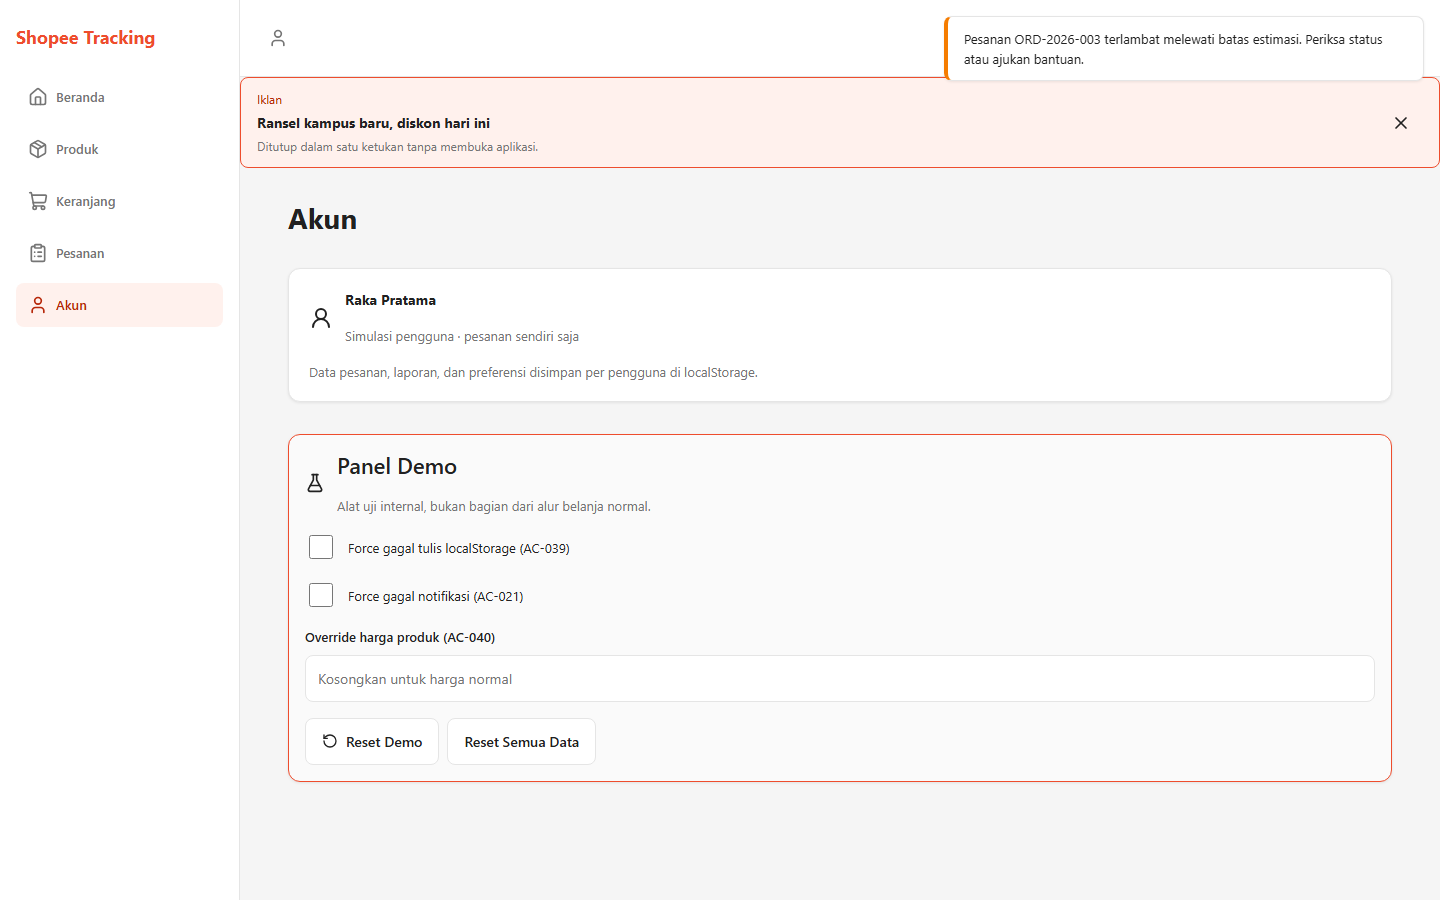 Shopee Tracking
Beranda
Produk
Keranjang
Pesanan
Akun
Pesanan ORD-2026-003 terlambat melewati batas estimasi. Periksa status
atau ajukan bantuan.
Iklan
Ransel kampus baru, diskon hari ini
Ditutup dalam satu ketukan tanpa membuka aplikasi.
Akun
Raka Pratama
Simulasi pengguna · pesanan sendiri saja
Data pesanan, laporan, dan preferensi disimpan per pengguna di localStorage.
Panel Demo
Alat uji internal, bukan bagian dari alur belanja normal.
Force gagal tulis localStorage (AC-039)
Force gagal notifikasi (AC-021)
Override harga produk (AC-040)
Kosongkan untuk harga normal
Reset Demo
Reset Semua Data